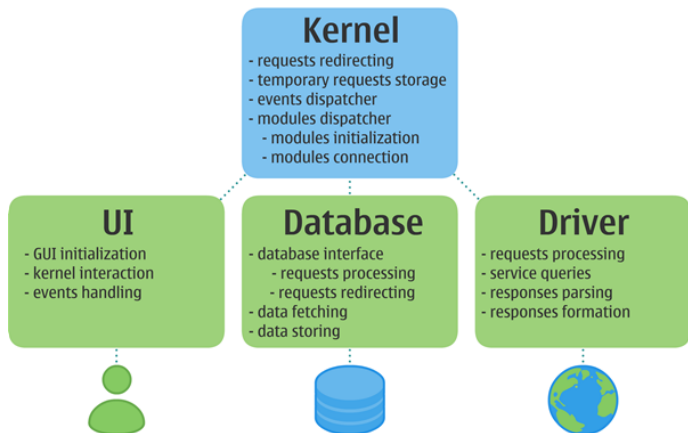 Kernel
- requests redirecting
- temporary requests storage
- events dispatcher
- modules dispatcher
- modules initialization
- modules connection
UI
- GUI initialization
- kernel interaction
- events handling
Database
- database interface
- requests processing
- requests redirecting
- data fetching
- data storing
Driver
- requests processing
- service queries
- responses parsing
- responses formation